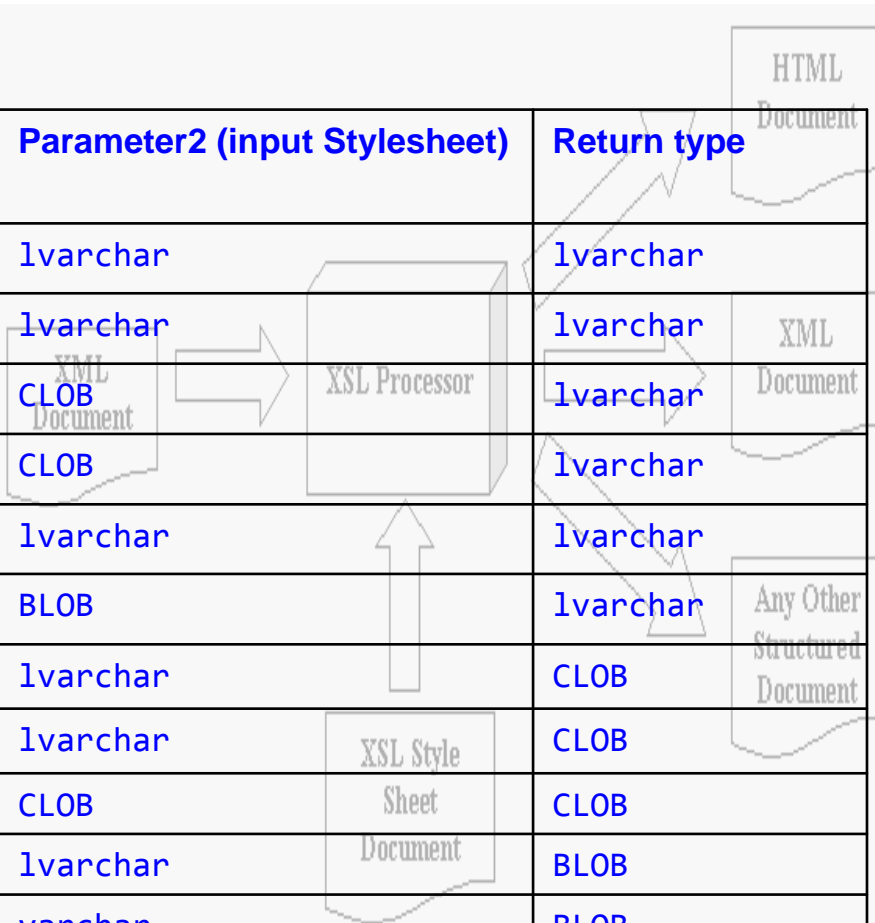 HTML
Document
Parameter2 (input Stylesheet) Return type
lvarchar lvarchar
lvarchar lvarchar
XML
Document
XSL Processor
XML
Document
CLOB lvarchar
CLOB lvarchar
lvarchar lvarchar
BLOB lvarchar
Any Other
Structured
Document
lvarchar CLOB
lvarchar CLOB
XSL Style
Sheet
Document
CLOB CLOB
lvarchar BLOB